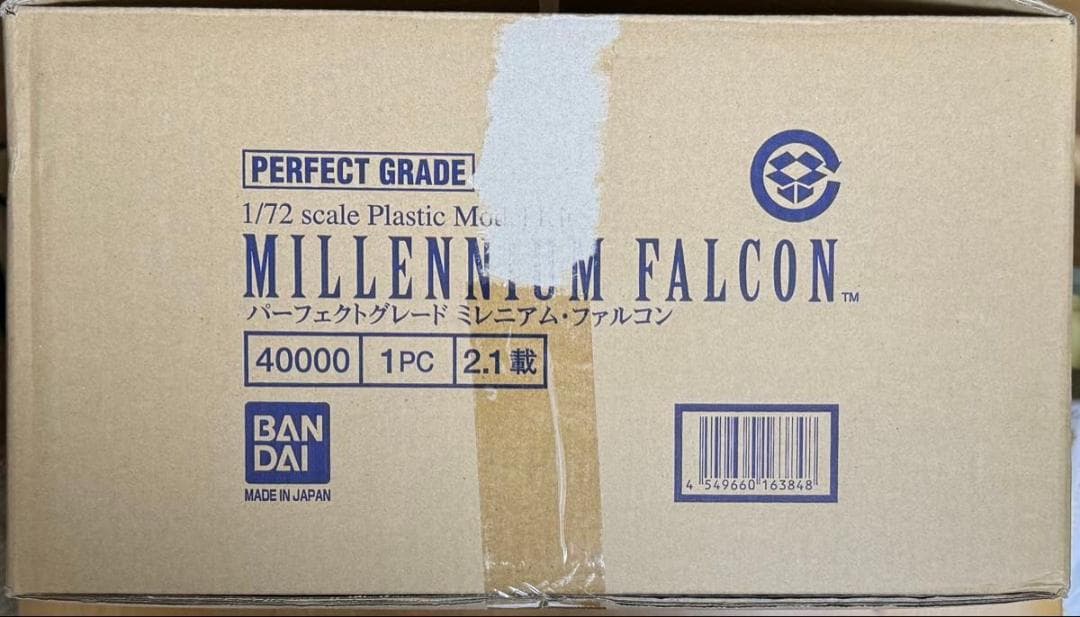 PERFECT GRADE
1/72 scale Plastic
MILLENNIUM FALCON™
パーフェクトグレード ミレニアム・ファルコン
40000 1PC 2.1 載
BAN
DAI
MADE IN JAPAN
4 549660 163848